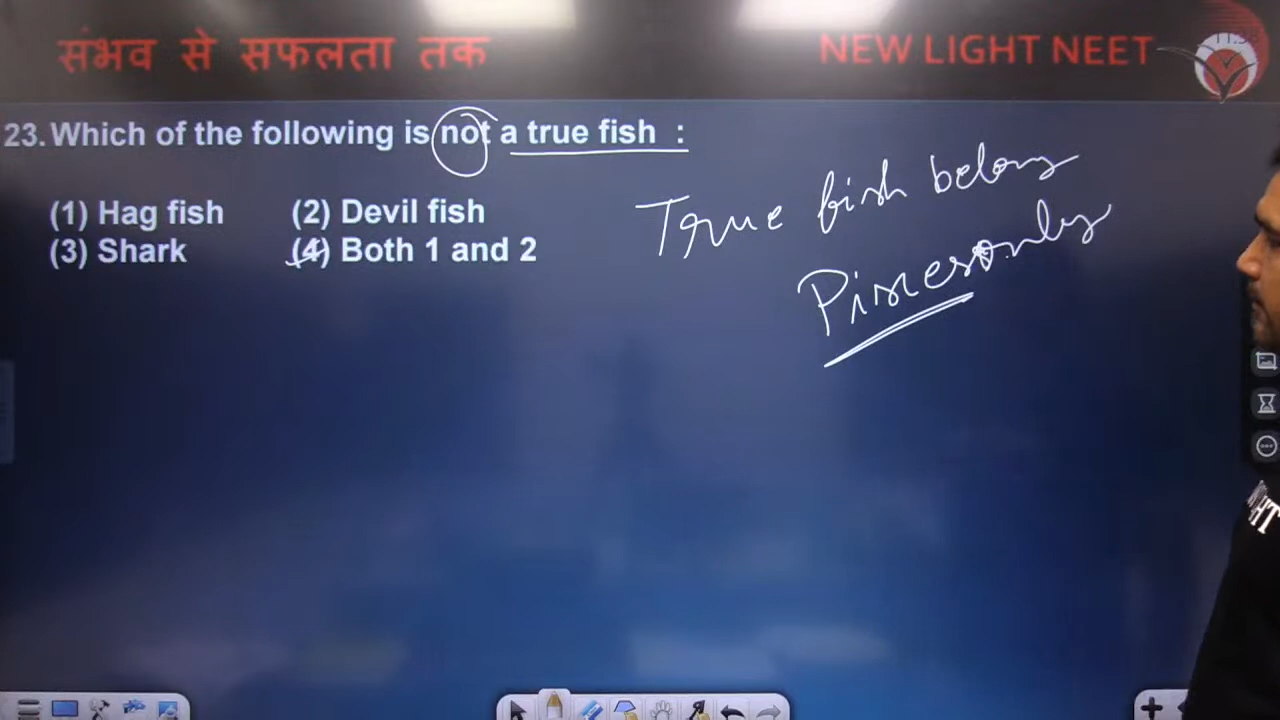 संभव से सफलता तक
NEW LIGHT NEET
23. Which of the following is not a true fish :
(1) Hag fish (2) Devil fish
(3) Shark (4) Both 1 and 2
True fish belong
Pisces only